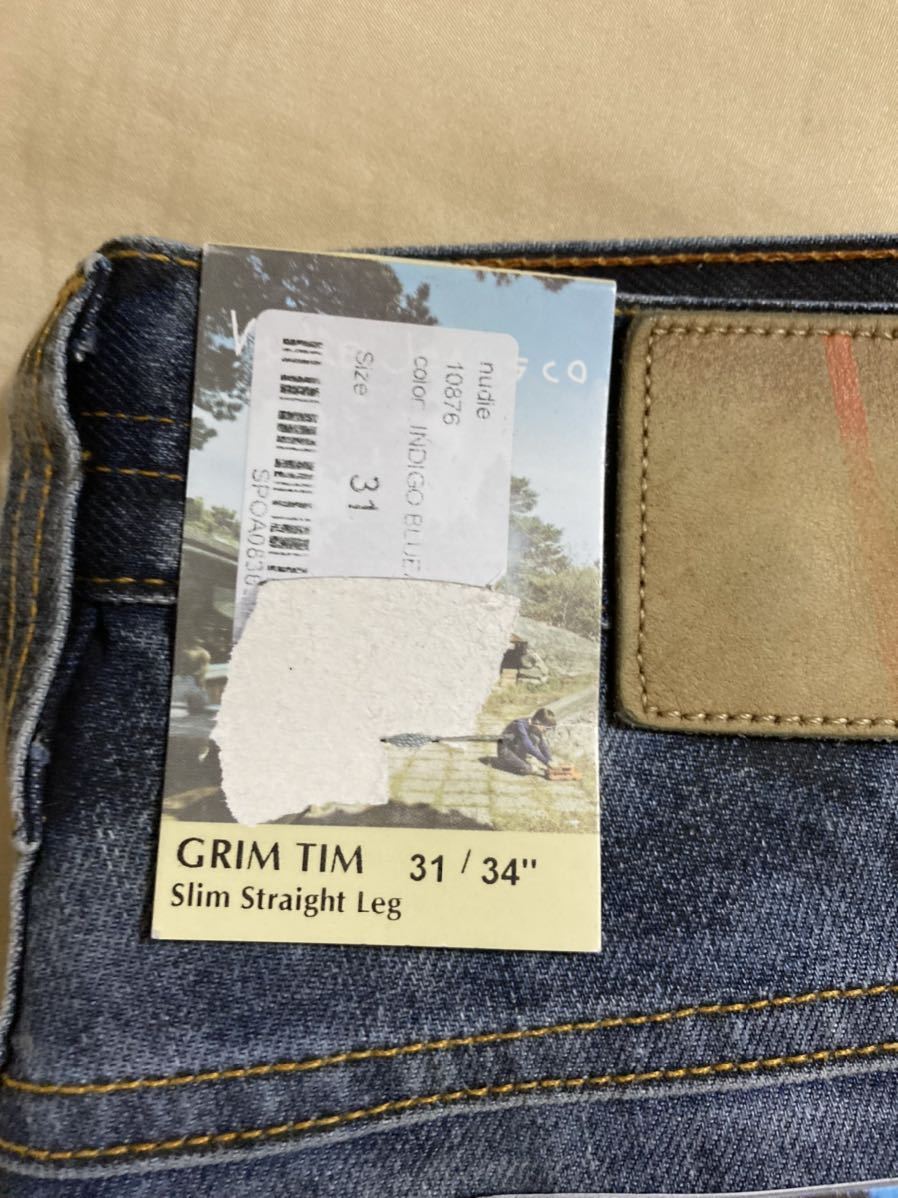 nudie
10876
color INDIGO BLUE
Size 31
GRIM TIM 31 / 34"
Slim Straight Leg